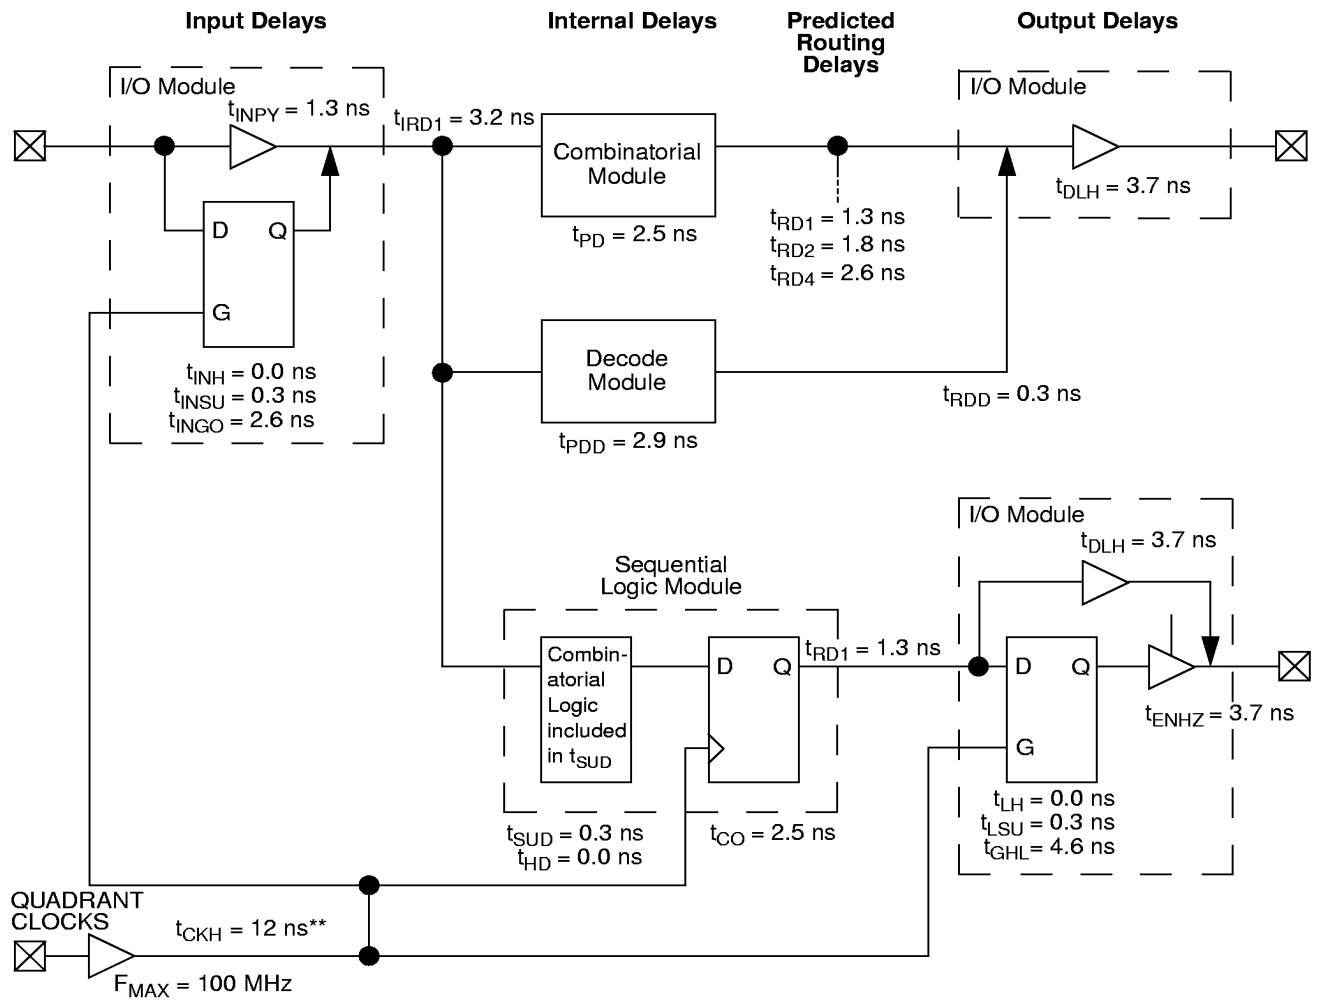 Input Delays
Internal Delays
Predicted
Routing
Delays
Output Delays
I/O Module
tINPY = 1.3 ns
tIRD1 = 3.2 ns
Combinatorial
Module
tPD = 2.5 ns
tRD1 = 1.3 ns
tRD2 = 1.8 ns
tRD4 = 2.6 ns
I/O Module
tDLH = 3.7 ns
D Q
G
tINH = 0.0 ns
tINSU = 0.3 ns
tINGO = 2.6 ns
Decode
Module
tPDD = 2.9 ns
tRDD = 0.3 ns
Sequential
Logic Module
Combin-
atorial
Logic
included
in tSUD
D Q
tSUD = 0.3 ns
tHD = 0.0 ns
tCO = 2.5 ns
tRD1 = 1.3 ns
I/O Module
tDLH = 3.7 ns
D Q
G
tENHZ = 3.7 ns
tLH = 0.0 ns
tLSU = 0.3 ns
tGHL= 4.6 ns
QUADRANT
CLOCKS
tCKH = 12 ns**
FMAX = 100 MHz